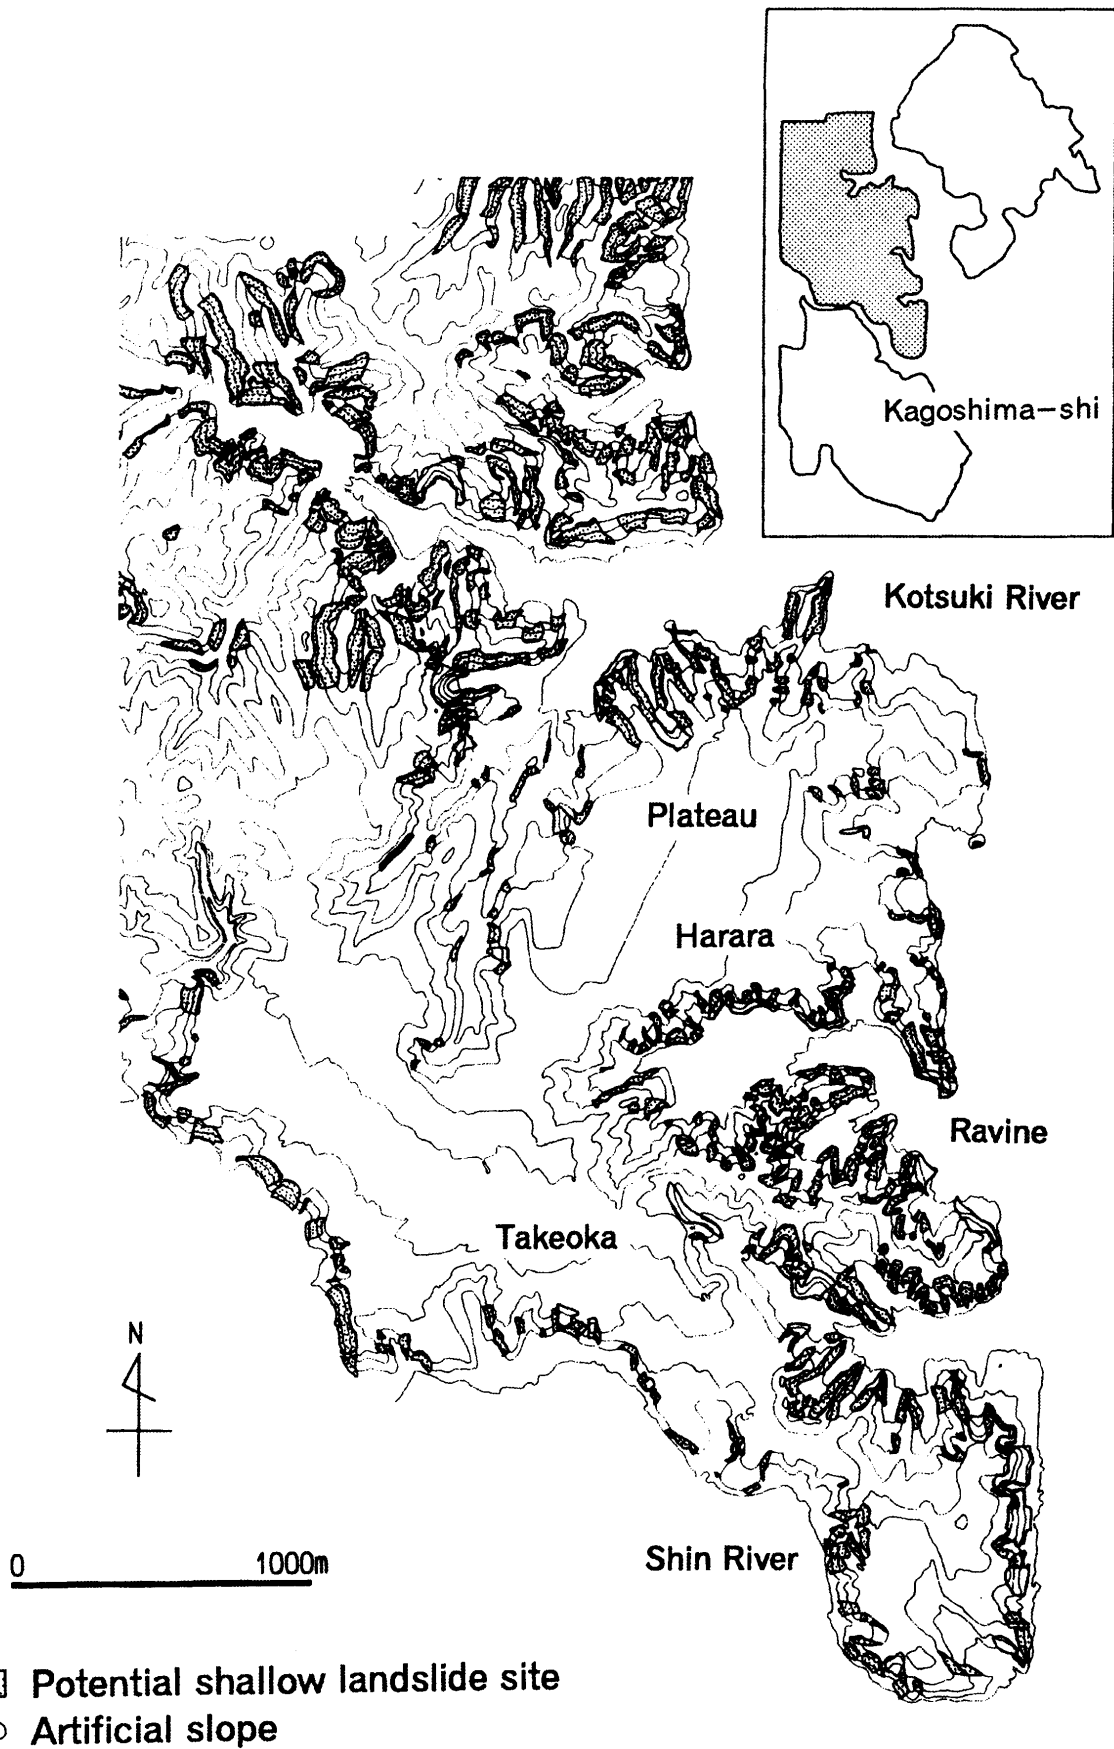 Kagoshima-shi
Kotsuki River
Plateau
Harara
Ravine
Takeoka
N
Shin River
0 1000m
Potential shallow landslide site
Artificial slope